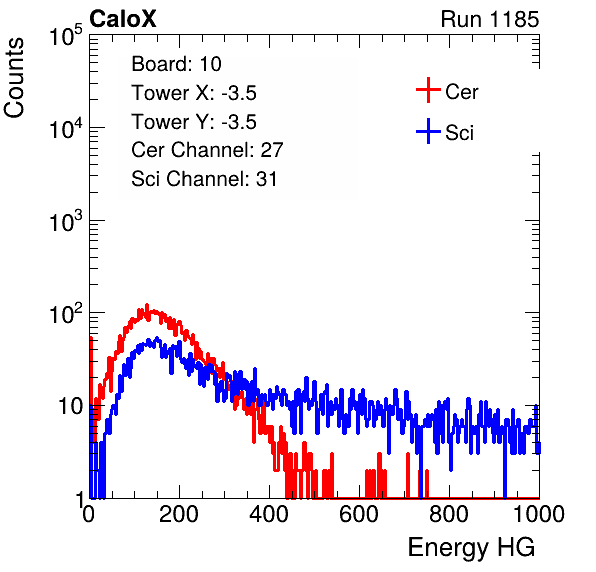 CaloX Run 1185
Counts
10^5
10^4
10^3
10^2
10
1
Board: 10
Tower X: -3.5
Tower Y: -3.5
Cer Channel: 27
Sci Channel: 31
Cer
Sci
0 200 400 600 800 1000
Energy HG